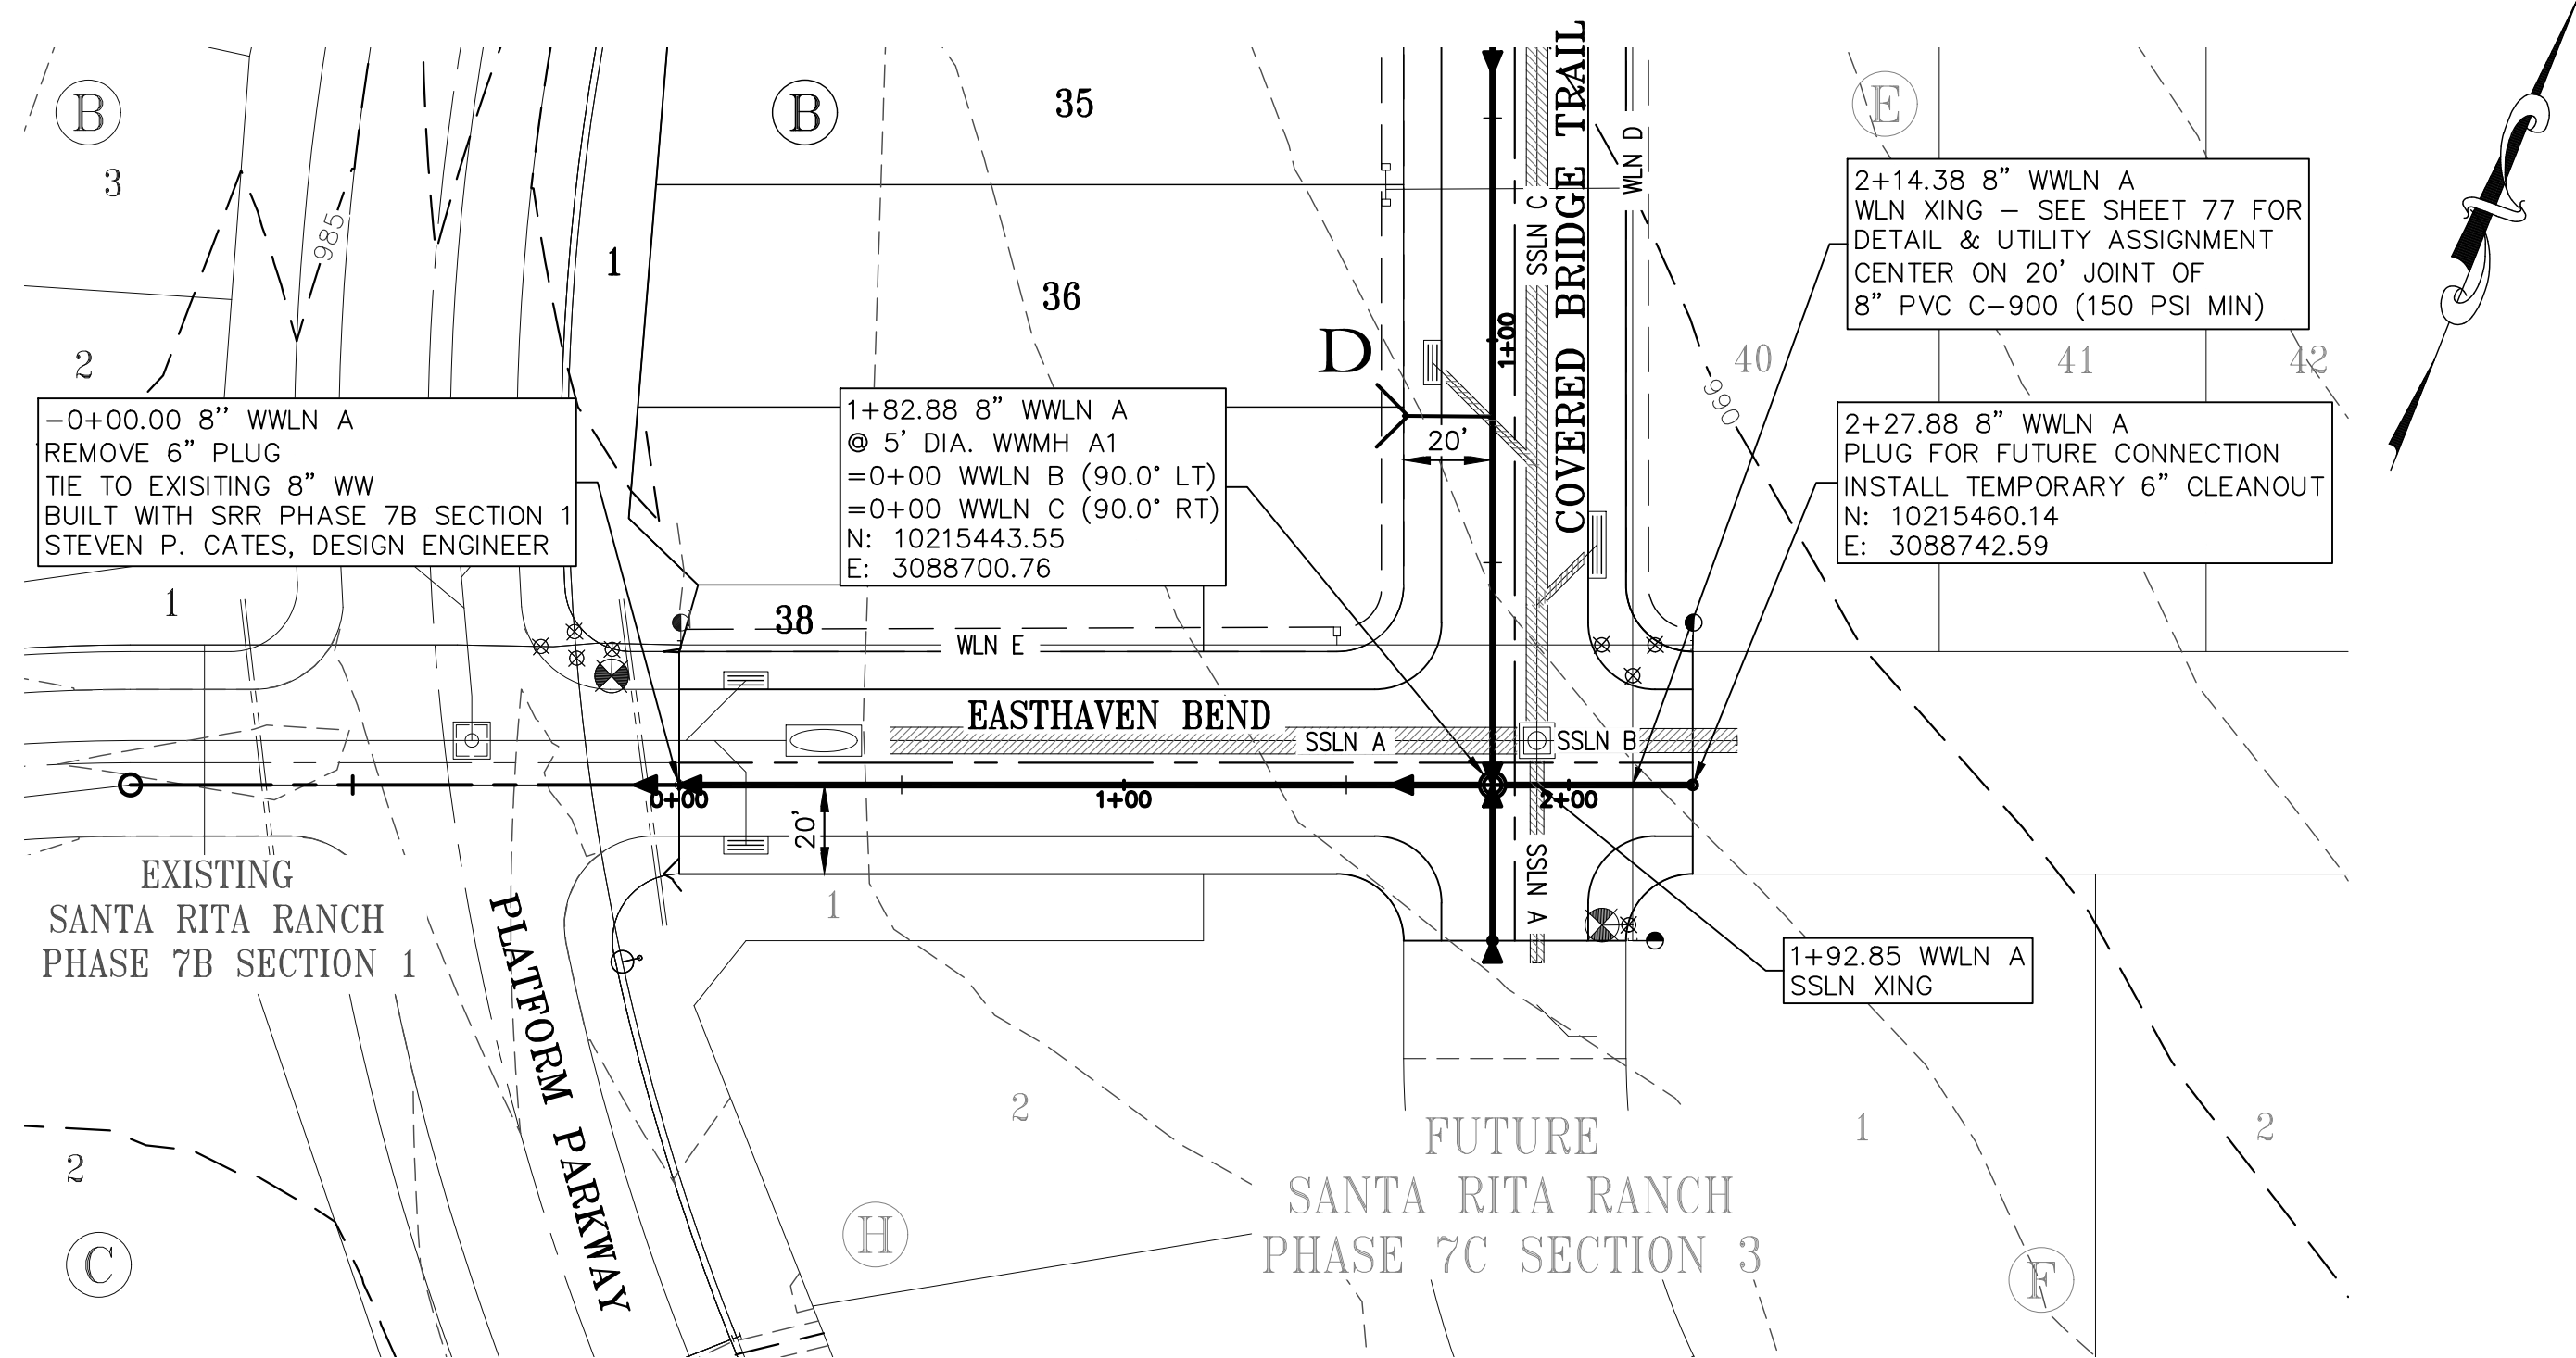 B
3
2
985
-0+00.00 8'' WWLN A
REMOVE 6" PLUG
TIE TO EXISITING 8" WW
BUILT WITH SRR PHASE 7B SECTION 1
STEVEN P. CATES, DESIGN ENGINEER
1
1
B
35
36
38
1+82.88 8" WWLN A
@ 5' DIA. WWMH A1
=0+00 WWLN B (90.0° LT)
=0+00 WWLN C (90.0° RT)
N: 10215443.55
E: 3088700.76
D
20'
1+00
SSLN C
COVERED BRIDGE TRAIL
WLN D
E
2+14.38 8" WWLN A
WLN XING – SEE SHEET 77 FOR
DETAIL & UTILITY ASSIGNMENT
CENTER ON 20' JOINT OF
8" PVC C-900 (150 PSI MIN)
40
41
42
990
2+27.88 8" WWLN A
PLUG FOR FUTURE CONNECTION
INSTALL TEMPORARY 6" CLEANOUT
N: 10215460.14
E: 3088742.59
WLN E
EASTHAVEN BEND
SSLN A
SSLN B
0+00
1+00
2+00
20'
SSLN A
EXISTING
SANTA RITA RANCH
PHASE 7B SECTION 1
PLATFORM PARKWAY
1
1+92.85 WWLN A
SSLN XING
2
2
C
H
FUTURE
SANTA RITA RANCH
PHASE 7C SECTION 3
1
2
F